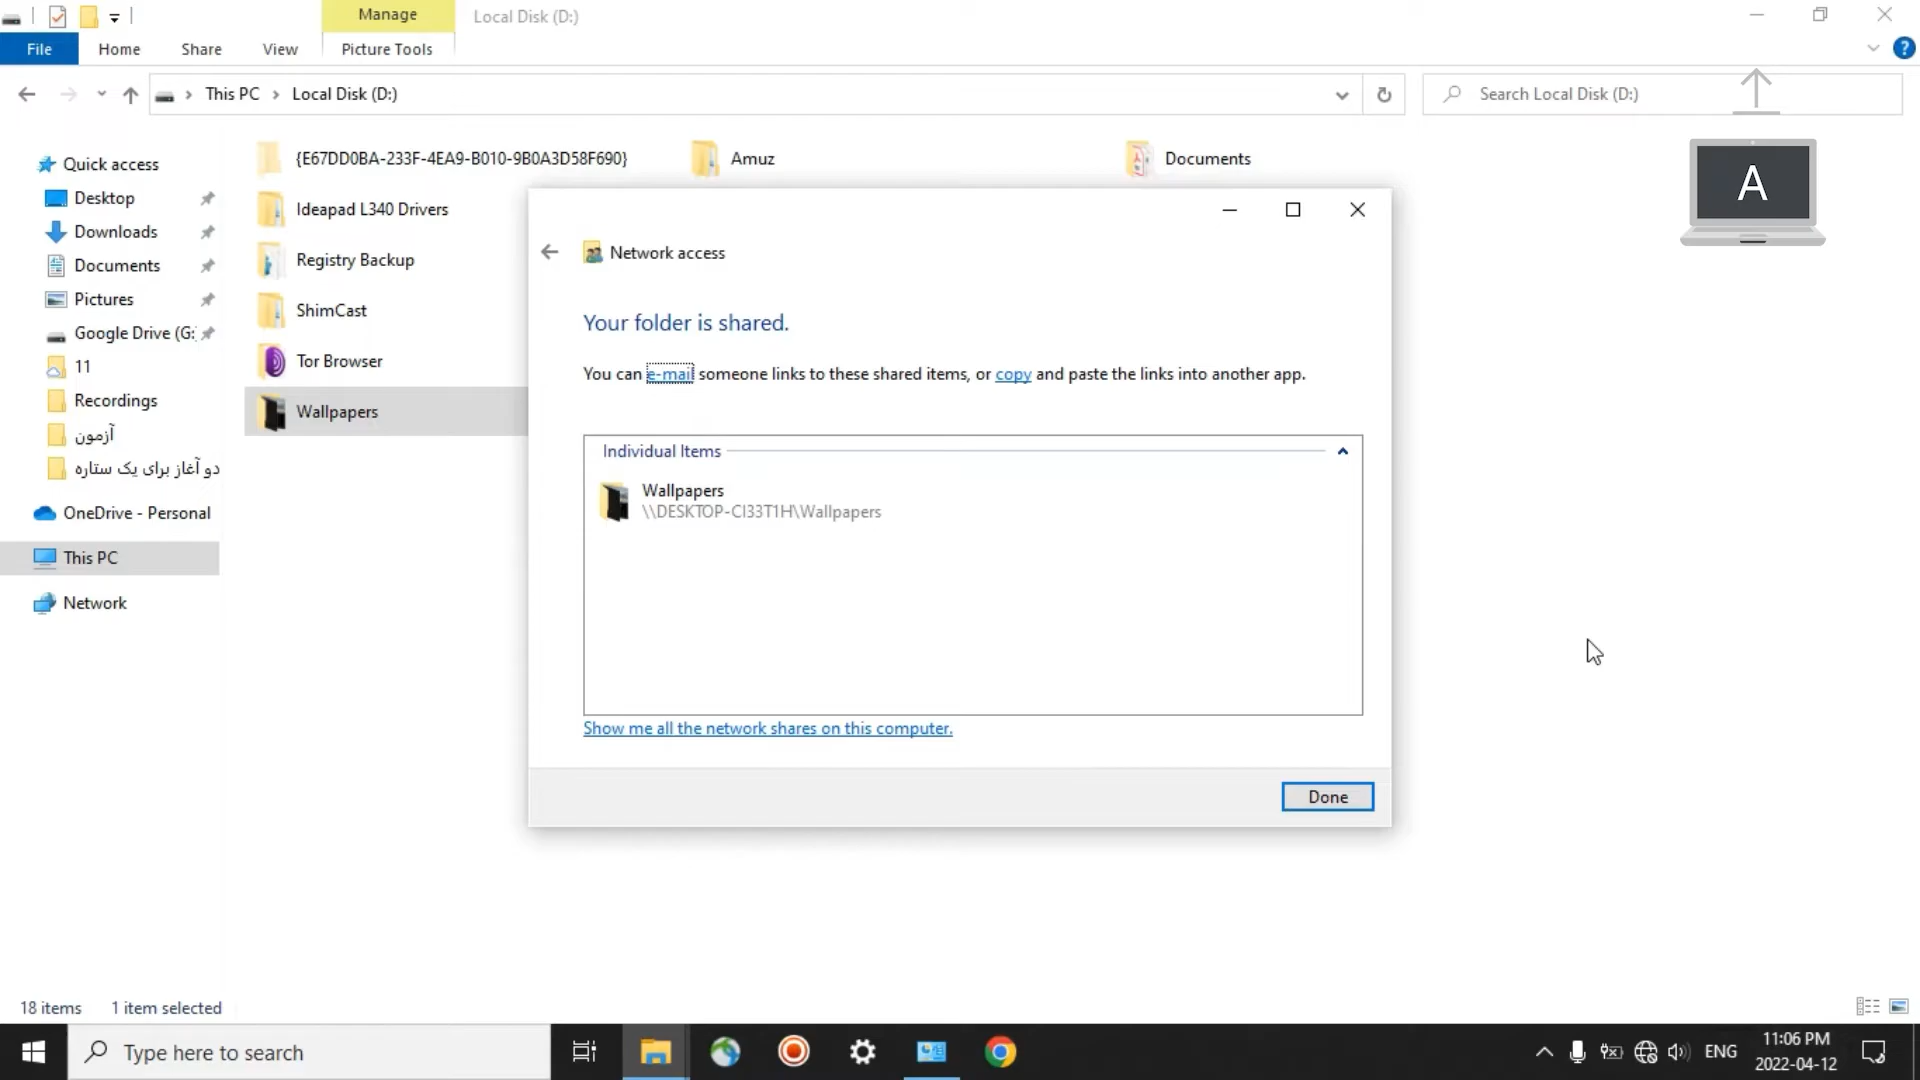 Manage
Local Disk (D:)
File
Home
Share
View
Picture Tools
?
This PC
Local Disk (D:)
Search Local Disk (D:)
Quick access
Desktop
Downloads
Documents
Pictures
Google Drive (G:
11
Recordings
آزمون
دو آغاز برای یک ستاره
OneDrive - Personal
This PC
Network
{E67DD0BA-233F-4EA9-B010-9B0A3D58F690}
Amuz
Documents
Ideapad L340 Drivers
Registry Backup
ShimCast
Tor Browser
Wallpapers
A
Network access
Your folder is shared.
You can e-mail someone links to these shared items, or copy and paste the links into another app.
Individual Items
Wallpapers
\\DESKTOP-CI33T1H\Wallpapers
Show me all the network shares on this computer.
Done
18 items
1 item selected
Type here to search
ENG
11:06 PM
2022-04-12